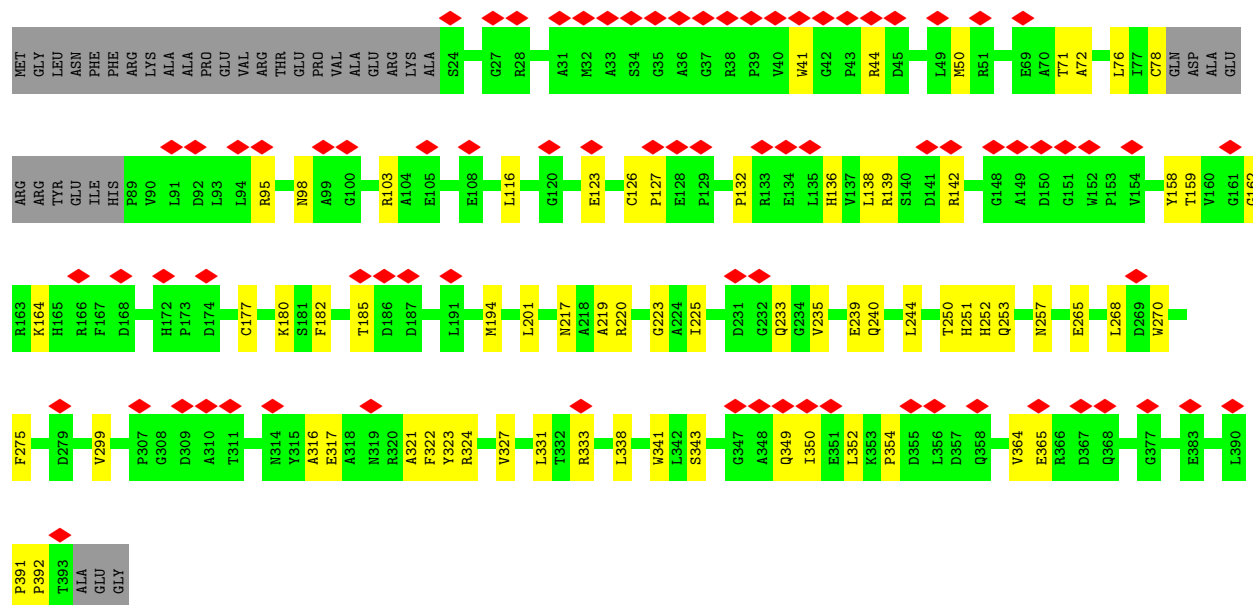 MET GLY LEU ASN PHE PHE ARG LYS ALA ALA PRO GLU VAL ARG THR GLU PRO VAL ALA GLU ARG LYS ALA S24 G27 R28 A31 M32 A33 S34 G35 A36 G37 R38 P39 V40 W41 G42 P43 R44 D45 L49 M50 R51 E69 A70 T71 A72 L76 I77 C78 GLN ASP ALA GLU
ARG ARG TYR GLU ILE HIS P89 V90 L91 D92 L93 L94 R95 N98 A99 G100 R103 A104 E105 E108 L116 G120 E123 C126 P127 E128 P129 P132 R133 E134 L135 H136 V137 L138 R139 S140 D141 R142 G148 A149 D150 G151 W152 P153 V154 Y158 T159 V160 G161 G162
R163 K164 H165 R166 F167 D168 H172 P173 D174 C177 K180 S181 F182 T185 D186 D187 L191 M194 L201 N217 A218 A219 R220 G223 A224 I225 D231 G232 Q233 G234 V235 E239 Q240 L244 T250 H251 H252 Q253 N257 E265 L268 D269 W270
F275 D279 V299 P307 G308 D309 A310 T311 N314 Y315 A316 E317 A318 N319 R320 A321 F322 Y323 R324 V327 L331 T332 R333 L338 W341 L342 S343 G347 A348 Q349 I350 E351 L352 K353 P354 D355 L356 D357 Q358 V364 E365 R366 D367 Q368 G377 E383 L390
P391 P392 T393 ALA GLU GLY